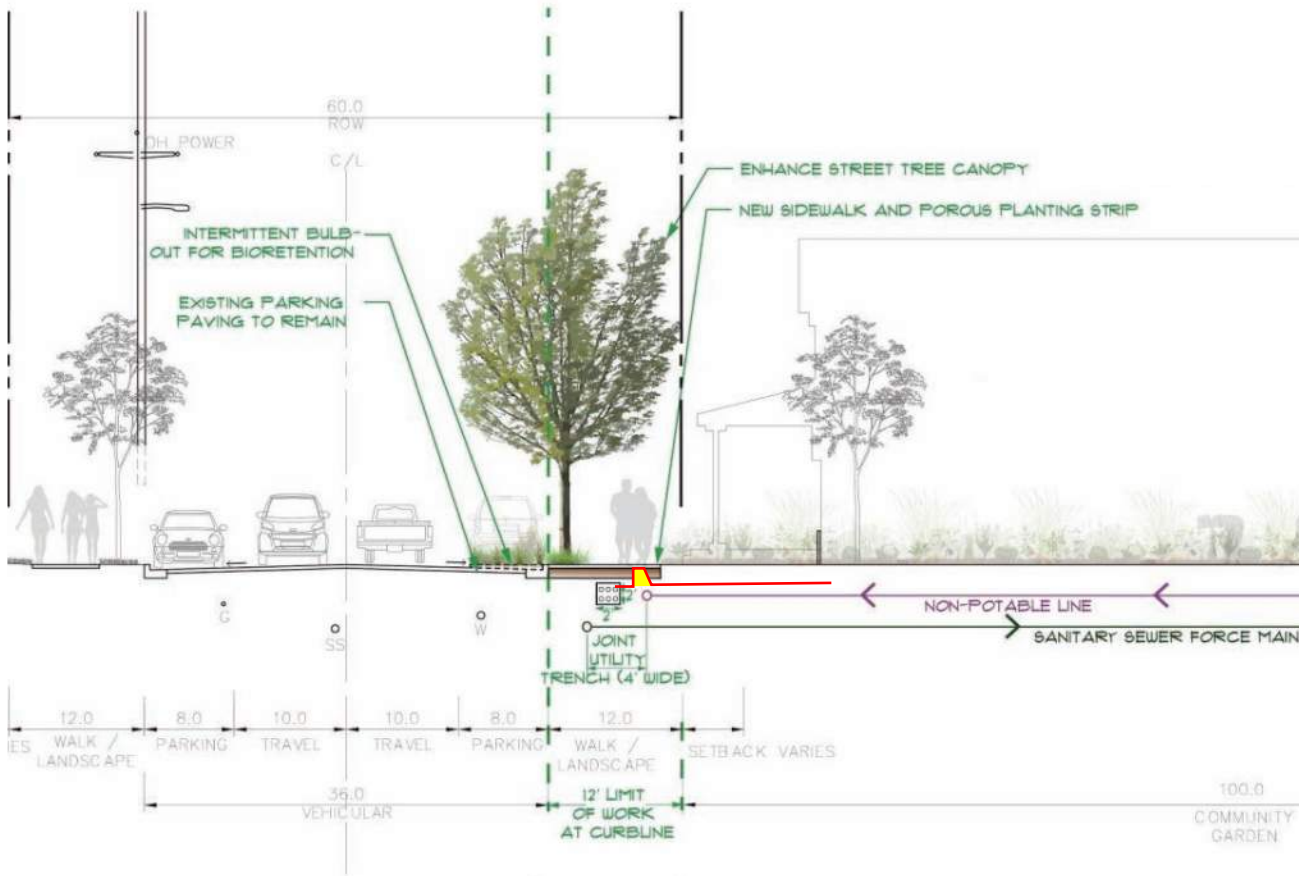 60.0
ROW
OH POWER
C/L
ENHANCE STREET TREE CANOPY
NEW SIDEWALK AND POROUS PLANTING STRIP
INTERMITTENT BULB-
OUT FOR BIORETENTION
EXISTING PARKING
PAVING TO REMAIN
2'
2'
G
SS
W
NON-POTABLE LINE
SANITARY SEWER FORCE MAIN
JOINT
UTILITY
TRENCH (4' WIDE)
12.0
8.0
10.0
10.0
8.0
12.0
IES
WALK /
LANDSCAPE
PARKING
TRAVEL
TRAVEL
PARKING
WALK /
LANDSCAPE
SETBACK VARIES
36.0
VEHICULAR
12' LIMIT
OF WORK
AT CURBLINE
100.0
COMMUNITY
GARDEN